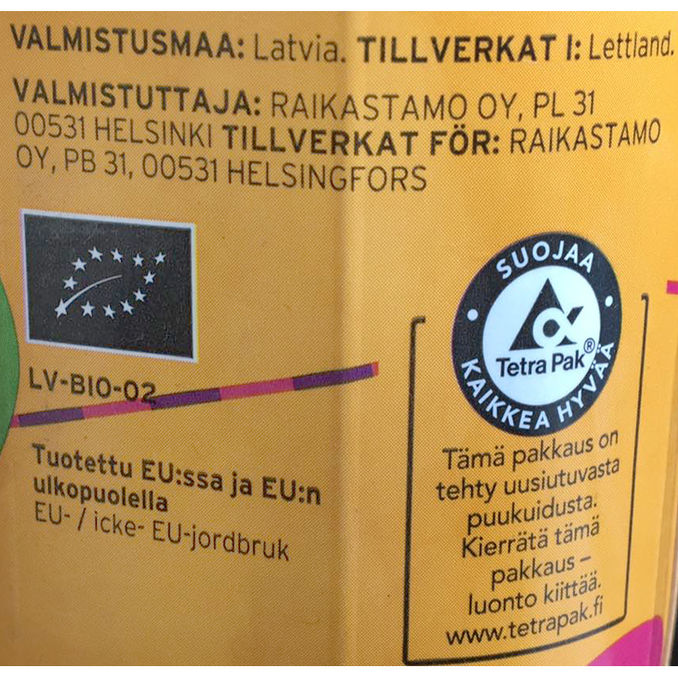 VALMISTUSMAA: Latvia. TILLVERKAT I: Lettland.
VALMISTUTTAJA: RAIKASTAMO OY, PL 31
00531 HELSINKI TILLVERKAT FÖR: RAIKASTAMO
OY, PB 31, 00531 HELSINGFORS
LV-BIO-02
Tuotettu EU:ssa ja EU:n
ulkopuolella
EU- / icke- EU-jordbruk
SUOJAA
Tetra Pak®
KAIKKEA HYVÄÄ
Tämä pakkaus on
tehty uusiutuvasta
puukuidusta.
Kierrätä tämä
pakkaus –
luonto kiittää.
www.tetrapak.fi